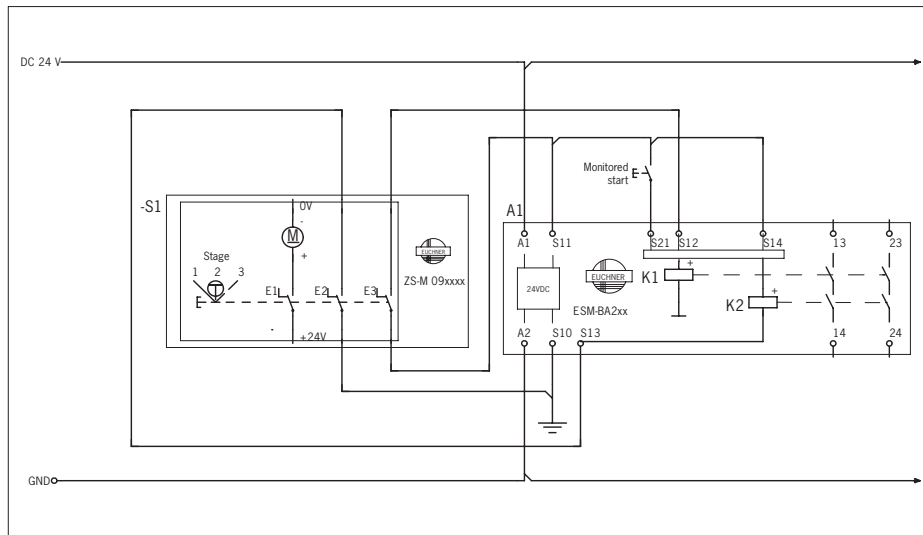 DC 24 V
Monitored
start
-S1
0V
-
M
+
EUCHNER
ZS-M 09xxxx
Stage
1 2 3
T
E1 E2 E3
-
+24V
A1
A1 S11 S21 S12 S14 13 23
+
K1
EUCHNER
24VDC
+
K2
ESM-BA2xx
A2 S10 S13 14 24
GND